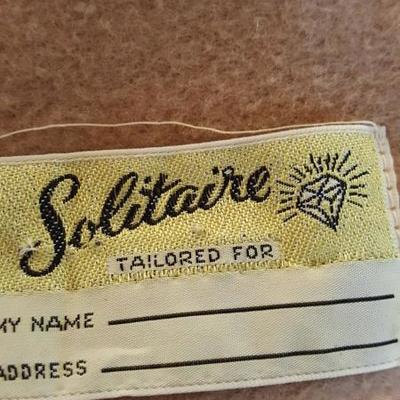 Solitaire
TAILORED FOR
MY NAME
ADDRESS